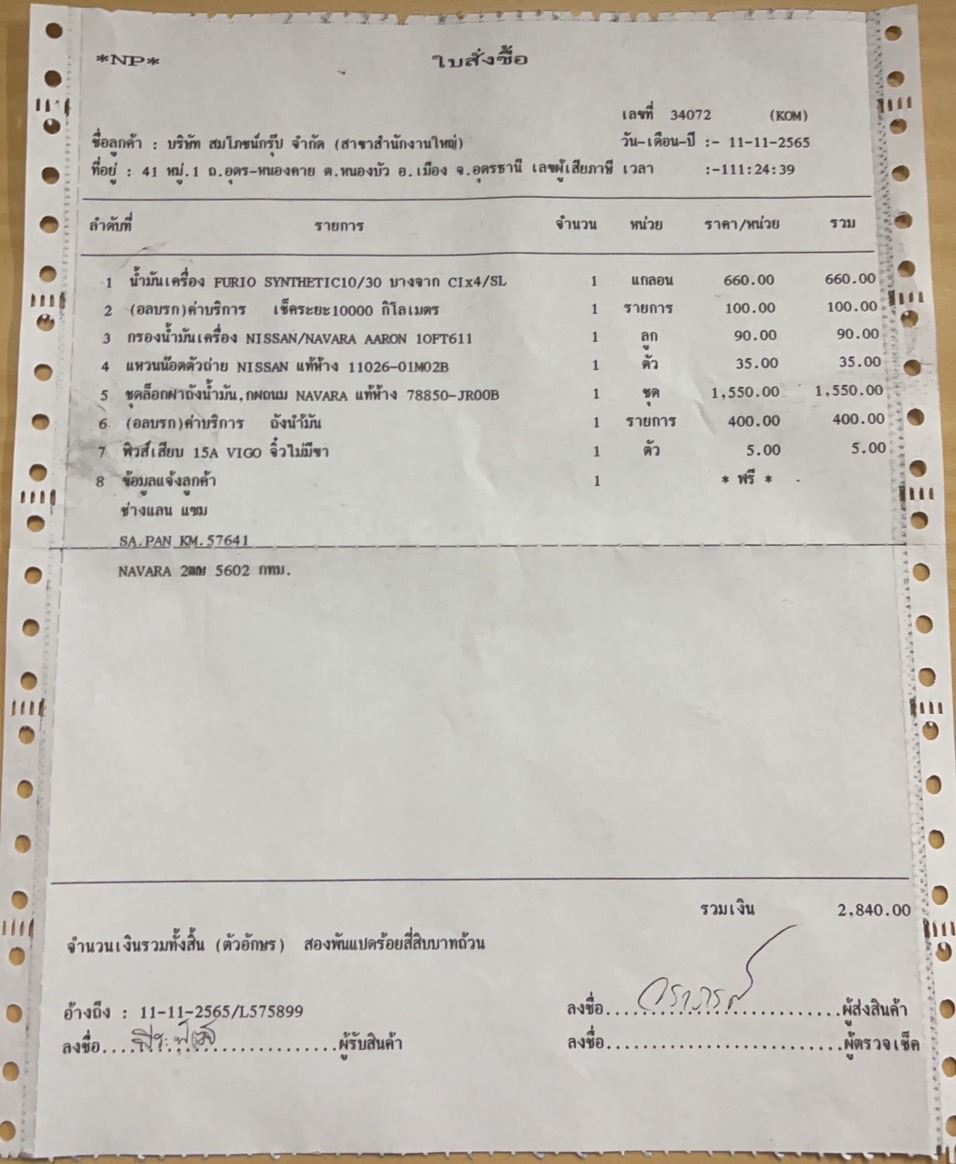 *NP* ใบสั่งซื้อ
เลขที่ 34072 (KOM)
ชื่อลูกค้า : บริษัท สมโภชน์กรุ๊ป จำกัด (สาขาสำนักงานใหญ่) วัน-เดือน-ปี :- 11-11-2565
ที่อยู่ : 41 หมู่.1 ถ.อุดร-หนองคาย ต.หนองบัว อ.เมือง จ.อุดรธานี เลขผู้เสียภาษี เวลา :-111:24:39
ลำดับที่ รายการ จำนวน หน่วย ราคา/หน่วย รวม
1 น้ำมันเครื่อง FURIO SYNTHETIC10/30 บางจาก CIx4/SL 1 แกลอน 660.00 660.00
2 (อลบรก)ค่าบริการ เช็คระยะ10000 กิโลเมตร 1 รายการ 100.00 100.00
3 กรองน้ำมันเครื่อง NISSAN/NAVARA AARON 1OFT611 1 ลูก 90.00 90.00
4 แหวนน๊อตตัวถ่าย NISSAN แท้ห้าง 11026-01M02B 1 ตัว 35.00 35.00
5 ชุดล็อกฝาถังน้ำมัน,กผถนม NAVARA แท้ห้าง 78850-JR00B 1 ชุด 1,550.00 1,550.00
6 (อลบรก)ค่าบริการ ถังน้ำมัน 1 รายการ 400.00 400.00
7 ฟิวส์เสียบ 15A VIGO จิ๋วไม่มีขา 1 ตัว 5.00 5.00
8 ข้อมูลแจ้งลูกค้า 1 * ฟรี *
ช่างแลน แชม
SA.PAN KM.57641
NAVARA 5602 กทม.
รวมเงิน 2,840.00
จำนวนเงินรวมทั้งสิ้น (ตัวอักษร) สองพันแปดร้อยสี่สิบบาทถ้วน
อ้างถึง : 11-11-2565/L575899
ลงชื่อ...วราภรณ์...ผู้ส่งสินค้า
ลงชื่อ......ผู้รับสินค้า
ลงชื่อ......ผู้ตรวจเช็ค